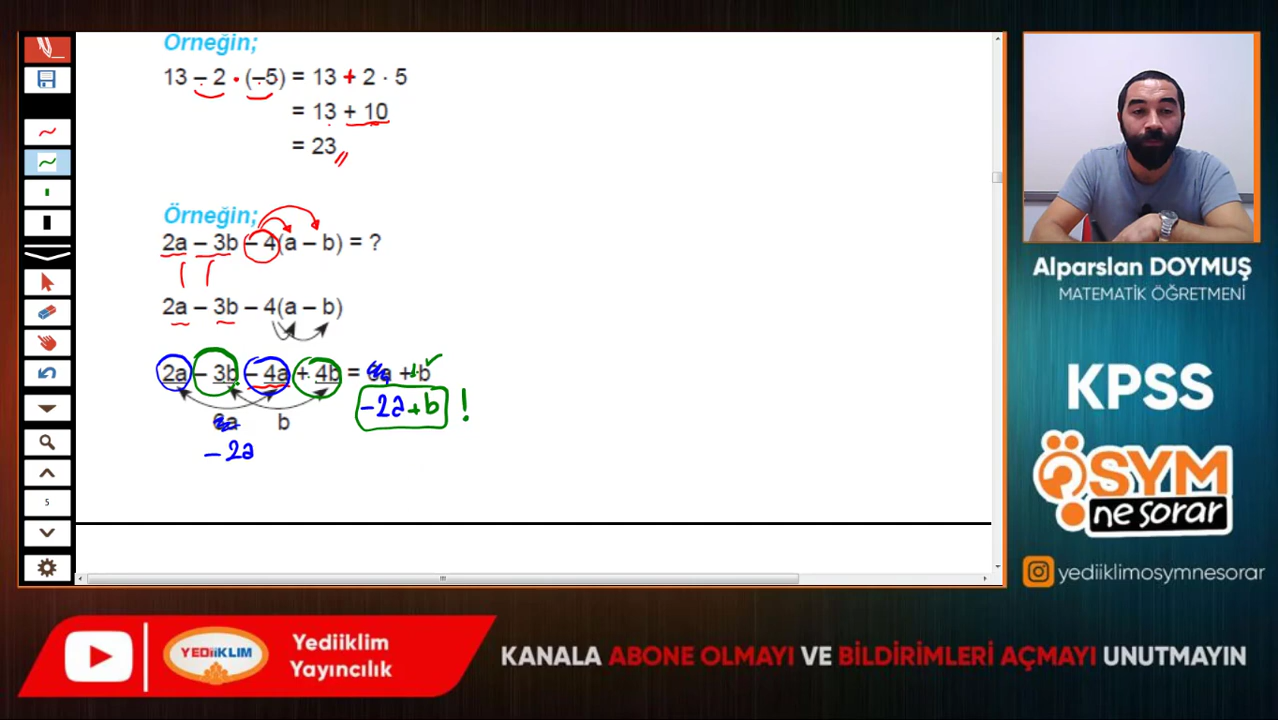 Örneğin;
13 – 2 · (–5) = 13 + 2 · 5
= 13 + 10
= 23
Örneğin;
2a – 3b – 4(a – b) = ?
2a – 3b – 4(a – b)
2a – 3b – 4a + 4b = a + b
-2a+b !
b
-2a
5
Alparslan DOYMUŞ
MATEMATİK ÖĞRETMENİ
KPSS
ÖSYM
ne sorar
yediiklimosymnesorar
YEDİİKLİM
Yediiklim
Yayıncılık
KANALA ABONE OLMAYI VE BİLDİRİMLERİ AÇMAYI UNUTMAYIN